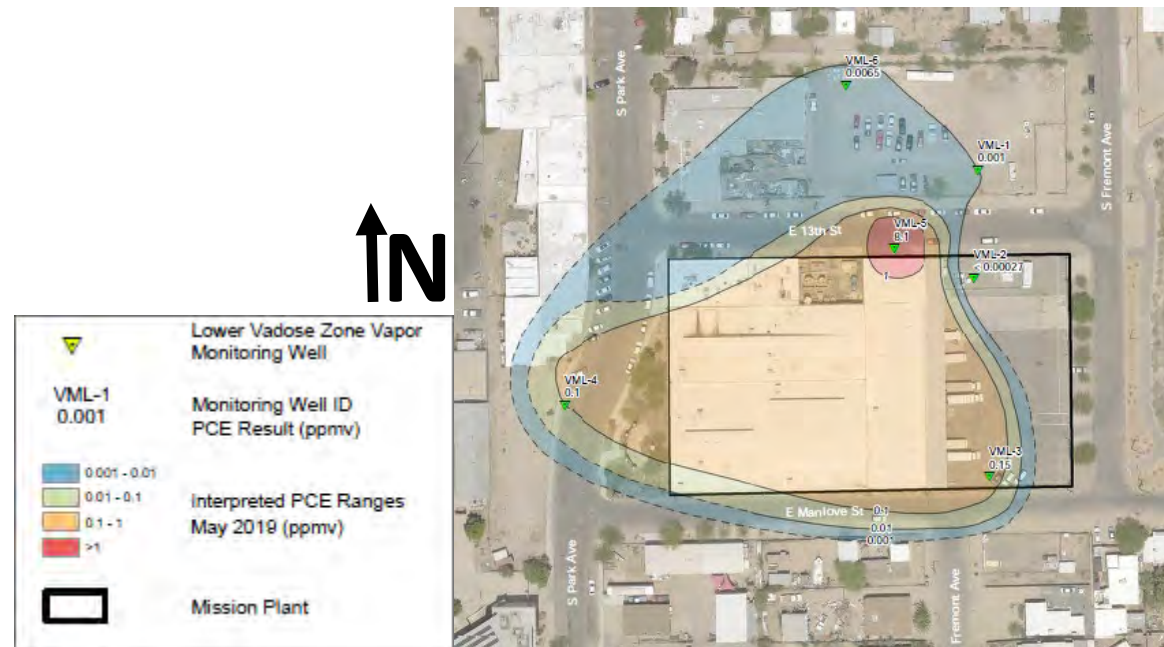 N
Lower Vadose Zone Vapor
Monitoring Well
VML-1
0.001
Monitoring Well ID
PCE Result (ppmv)
0.001 - 0.01
0.01 - 0.1
0.1 - 1
>1
Interpreted PCE Ranges
May 2019 (ppmv)
Mission Plant
VML-6
0.0065
S Park Ave
VML-1
0.001
S Fremont Ave
E 13th St
VML-5
8.1
1
VML-2
< 0.00027
VML-4
0.1
VML-3
0.15
E Manlove St
0.1
0.01
0.001
S Park Ave
Fremont Ave